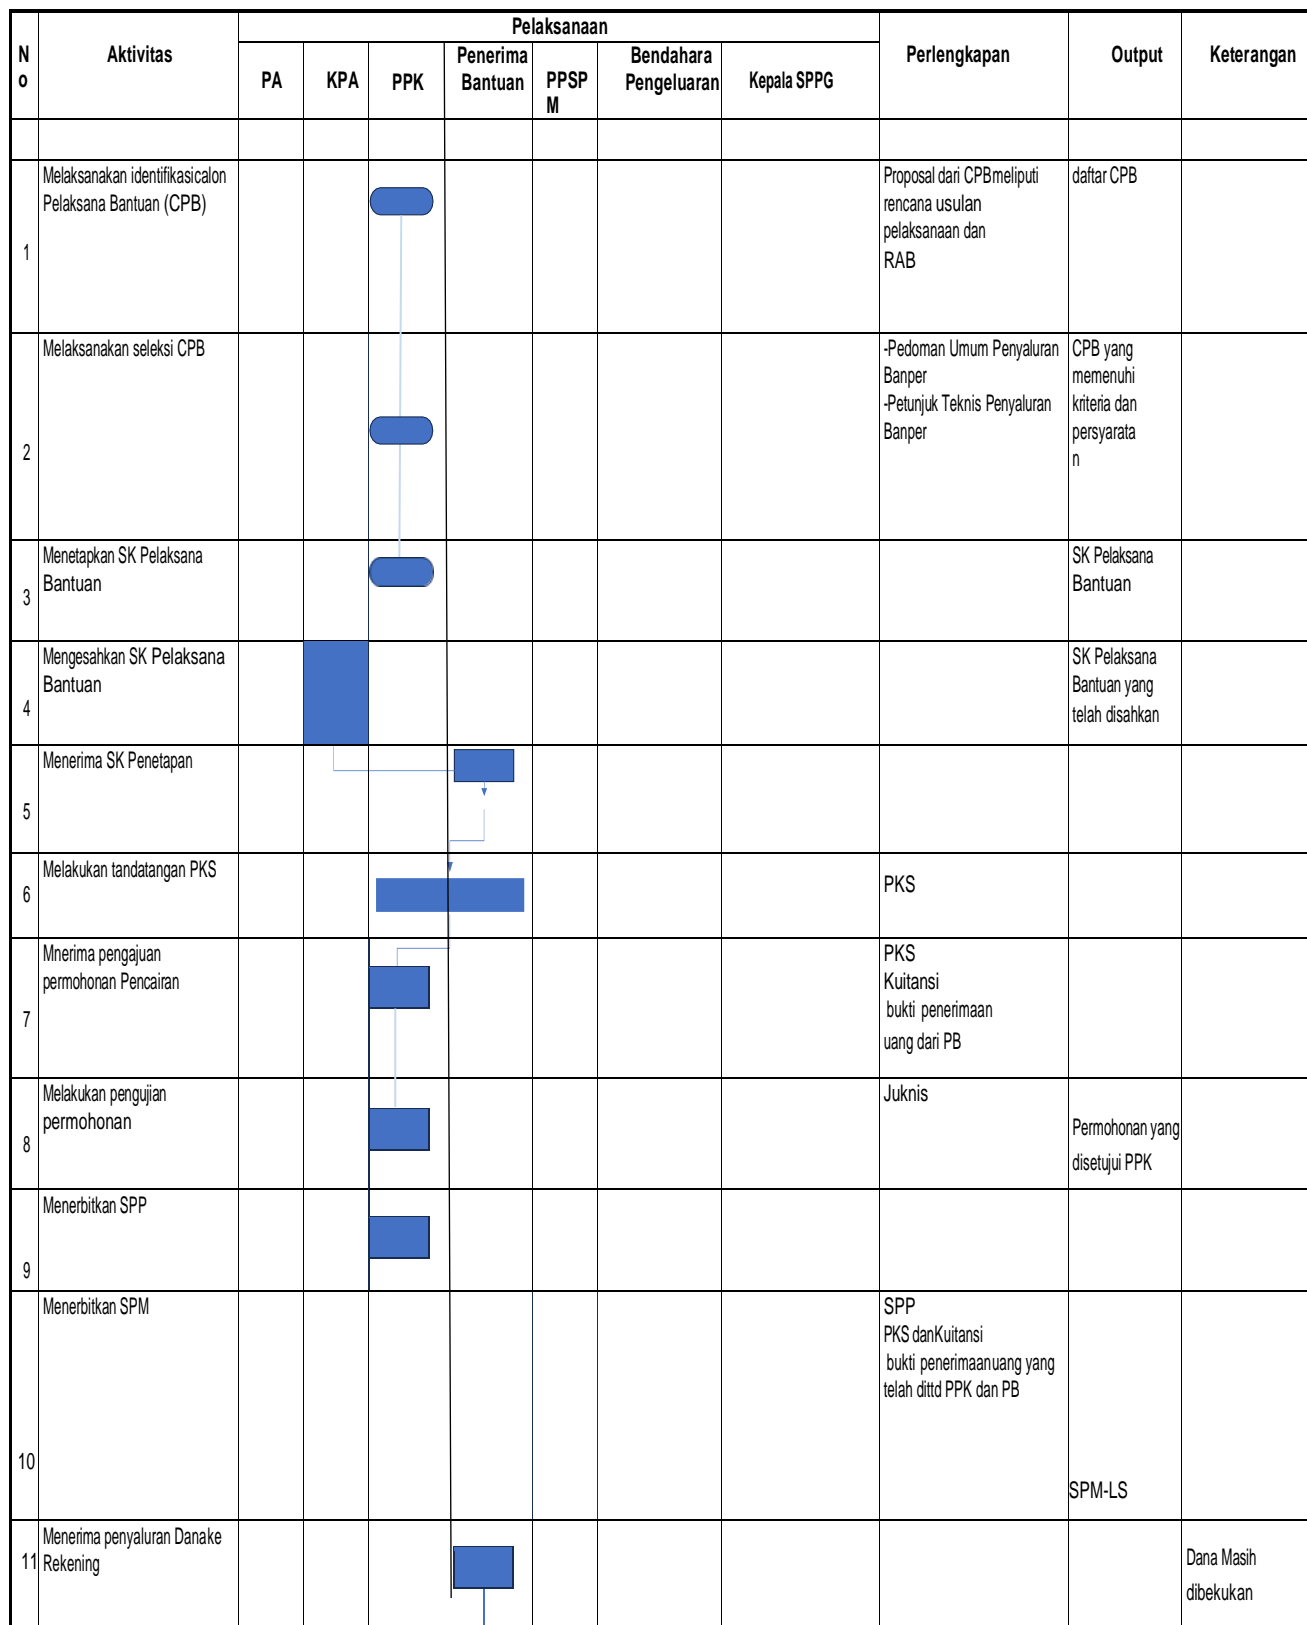 Pelaksanaan
N
o
Aktivitas
PA
KPA
PPK
Penerima
Bantuan
PPSP
M
Bendahara
Pengeluaran
Kepala SPPG
Perlengkapan
Output
Keterangan
1
Melaksanakan identifikasicalon
Pelaksana Bantuan (CPB)
Proposal dari CPBmeliputi
rencana usulan
pelaksanaan dan
RAB
daftar CPB
2
Melaksanakan seleksi CPB
-Pedoman Umum Penyaluran
Banper
-Petunjuk Teknis Penyaluran
Banper
CPB yang
memenuhi
kriteria dan
persyarata
n
3
Menetapkan SK Pelaksana
Bantuan
SK Pelaksana
Bantuan
4
Mengesahkan SK Pelaksana
Bantuan
SK Pelaksana
Bantuan yang
telah disahkan
5
Menerima SK Penetapan
6
Melakukan tandatangan PKS
PKS
7
Mnerima pengajuan
permohonan Pencairan
PKS
Kuitansi
bukti penerimaan
uang dari PB
8
Melakukan pengujian
permohonan
Juknis
Permohonan yang
disetujui PPK
9
Menerbitkan SPP
10
Menerbitkan SPM
SPP
PKS danKuitansi
bukti penerimaanuang yang
telah dittd PPK dan PB
SPM-LS
11
Menerima penyaluran Danake
Rekening
Dana Masih
dibekukan